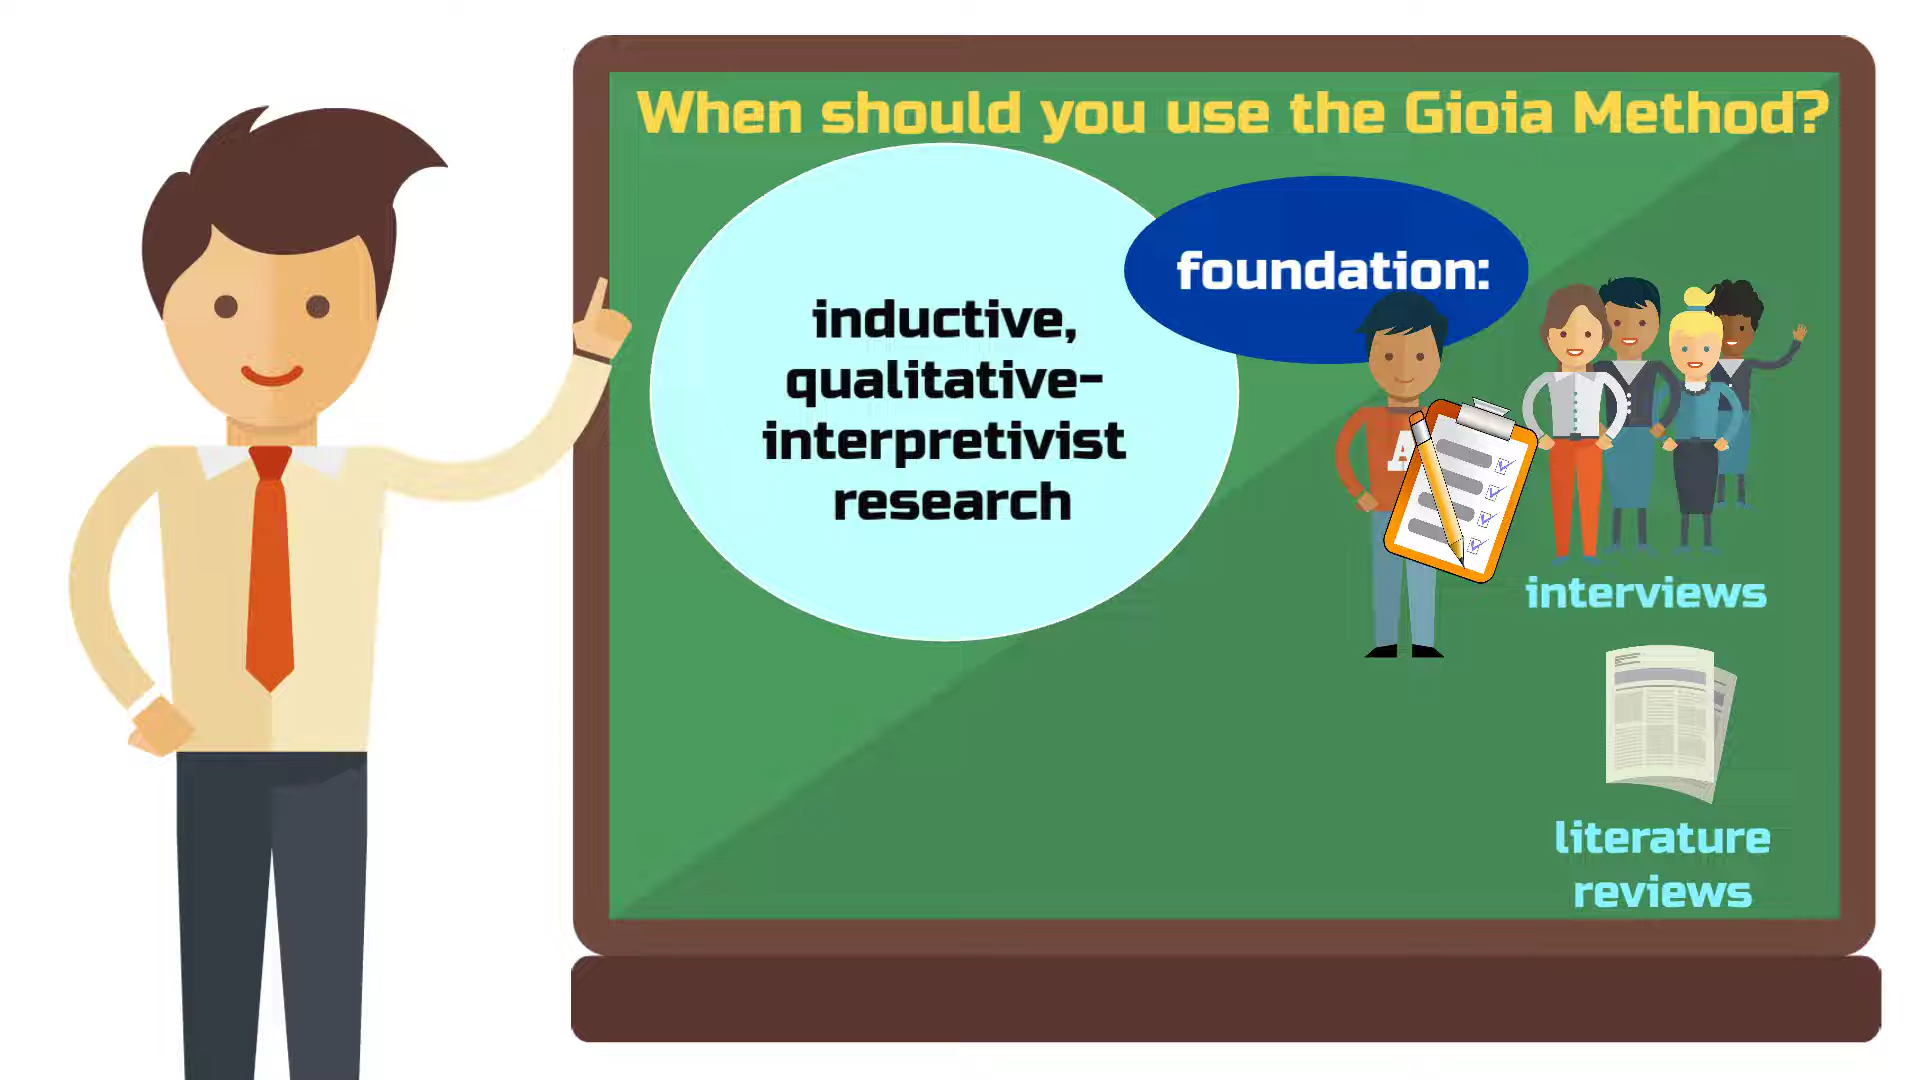 When should you use the Gioia Method?
inductive,
qualitative-
interpretivist
research
foundation:
A
interviews
literature
reviews